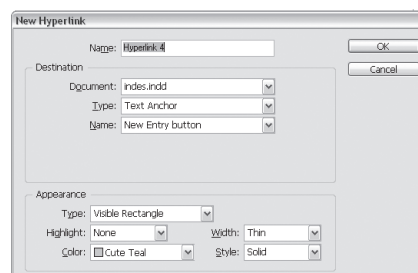 New Hyperlink
Name: Hyperlink 4
OK
Cancel
Destination
Document: indes.indd
Type: Text Anchor
Name: New Entry button
Appearance
Type: Visible Rectangle
Highlight: None Width: Thin
Color: Cute Teal Style: Solid